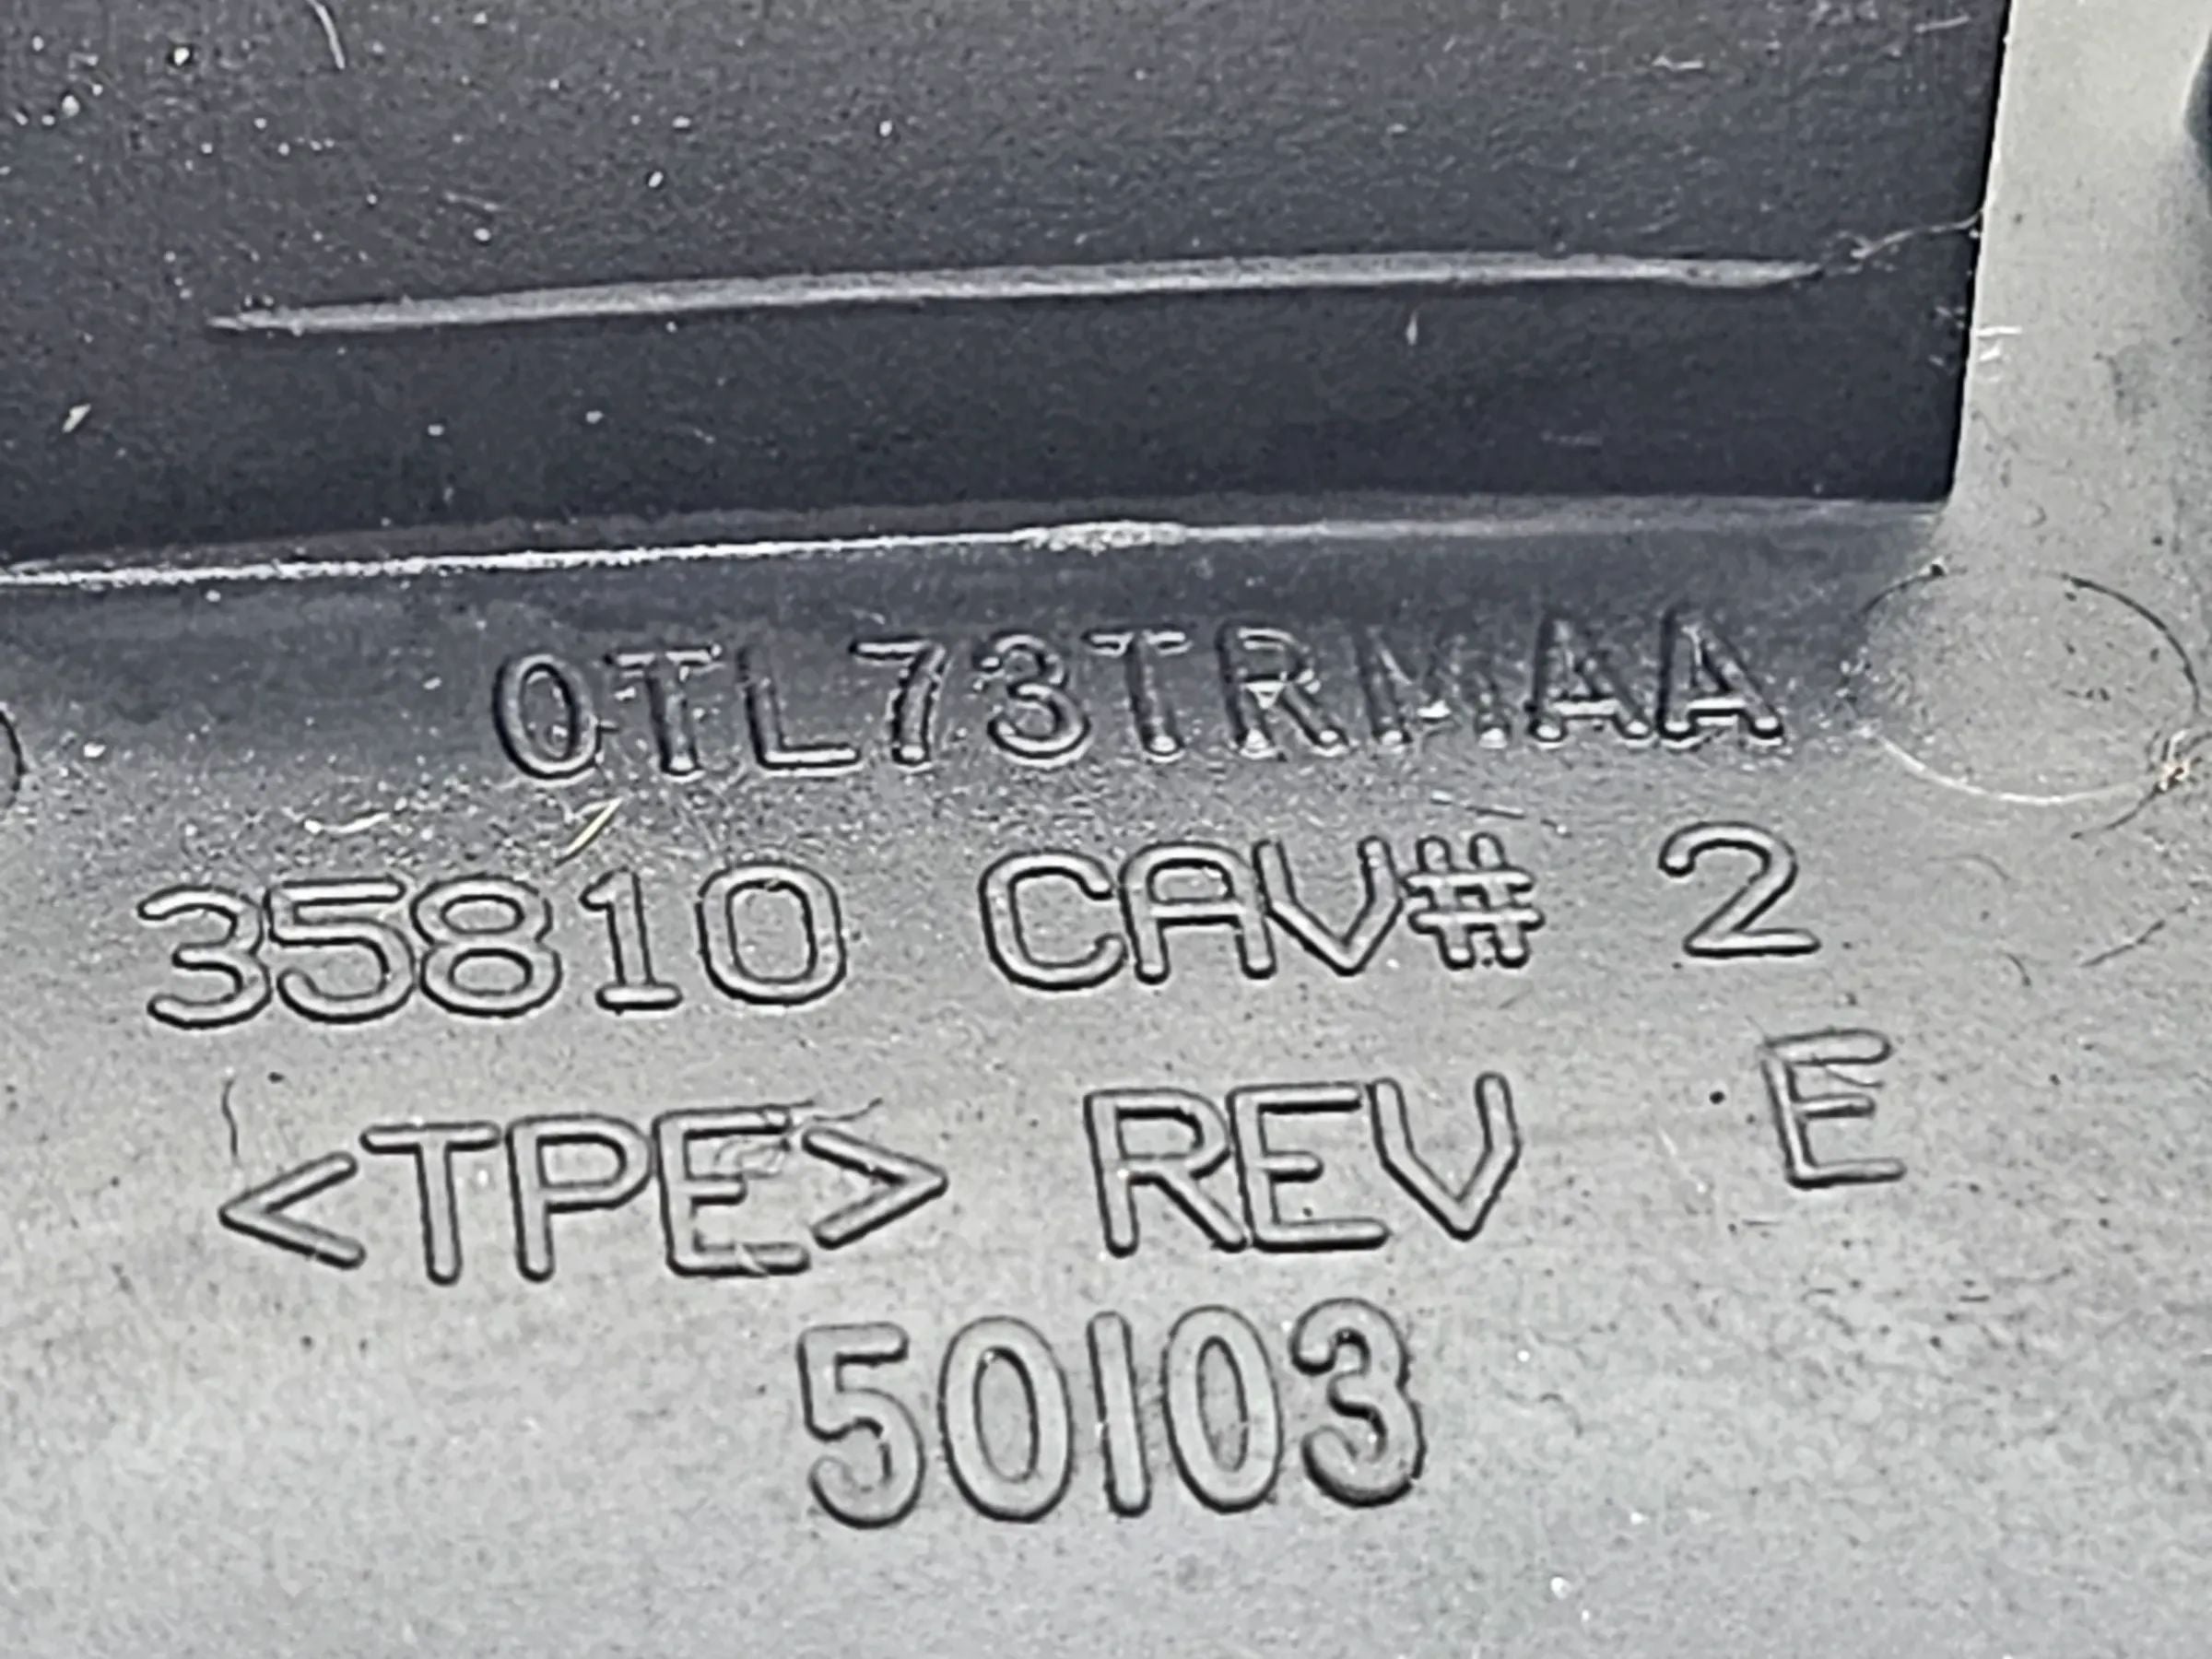 0TL73TRMAA
35810 CAV# 2
<TPE> REV E
50103